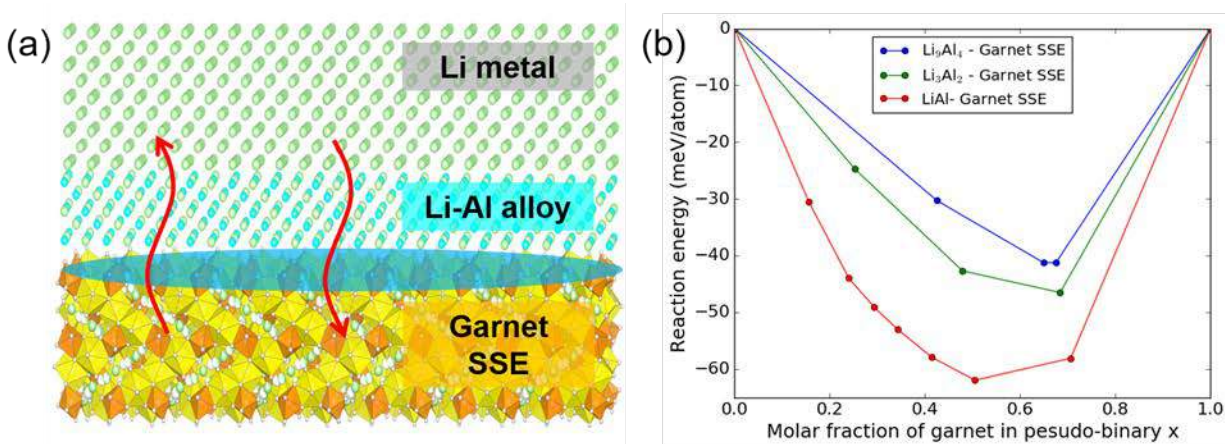 (a)
Li metal
Li-Al alloy
Garnet
SSE
(b)
Li₉Al₄ - Garnet SSE
Li₃Al₂ - Garnet SSE
LiAl- Garnet SSE
0
−10
−20
−30
−40
−50
−60
Reaction energy (meV/atom)
0.0 0.2 0.4 0.6 0.8 1.0
Molar fraction of garnet in pesudo-binary x